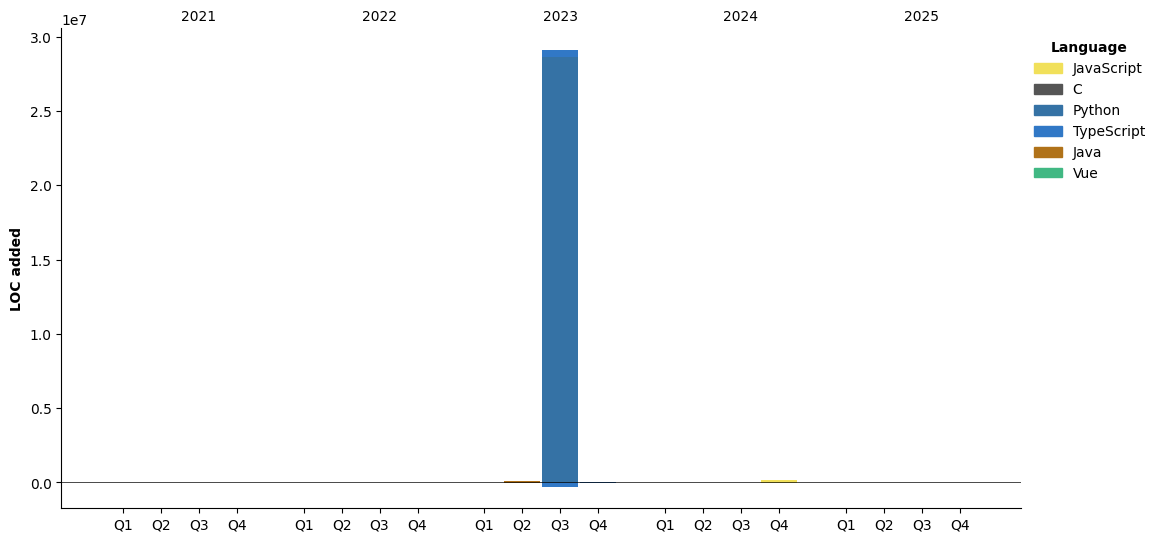 2021 2022 2023 2024 2025
1e7
3.0
2.5
2.0
1.5
1.0
0.5
0.0
LOC added
Q1 Q2 Q3 Q4 Q1 Q2 Q3 Q4 Q1 Q2 Q3 Q4 Q1 Q2 Q3 Q4 Q1 Q2 Q3 Q4
Language
JavaScript
C
Python
TypeScript
Java
Vue